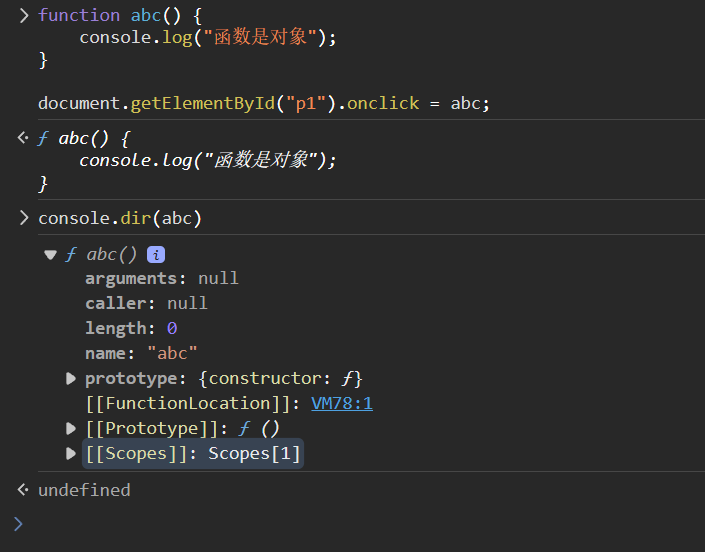 function abc() {
console.log("函数是对象");
}
document.getElementById("p1").onclick = abc;
ƒ abc() {
console.log("函数是对象");
}
console.dir(abc)
ƒ abc() i
arguments: null
caller: null
length: 0
name: "abc"
prototype: {constructor: ƒ}
[[FunctionLocation]]: VM78:1
[[Prototype]]: ƒ ()
[[Scopes]]: Scopes[1]
undefined